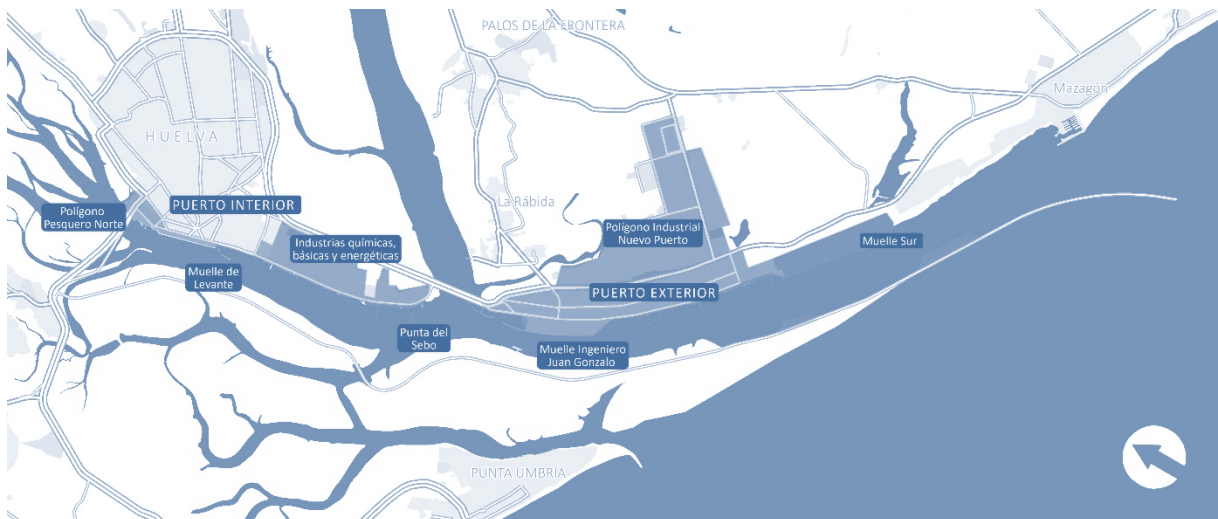 PALOS DE LA FRONTERA
Mazagón
HUELVA
La Rábida
PUERTO INTERIOR
Polígono
Pesquero Norte
Polígono Industrial
Nuevo Puerto
Muelle Sur
Industrias químicas,
básicas y energéticas
Muelle de
Levante
PUERTO EXTERIOR
Punta del
Sebo
Muelle Ingeniero
Juan Gonzalo
PUNTA UMBRÍA